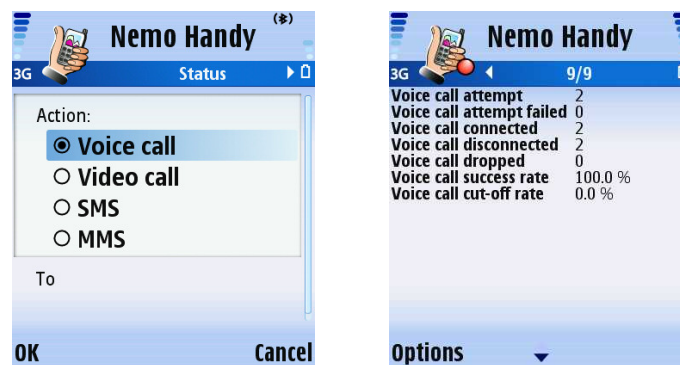 Nemo Handy
3G
Status
Action:
Voice call
Video call
SMS
MMS
To
OK Cancel
Nemo Handy
3G
9/9
Voice call attempt 2
Voice call attempt failed 0
Voice call connected 2
Voice call disconnected 2
Voice call dropped 0
Voice call success rate 100.0 %
Voice call cut-off rate 0.0 %
Options